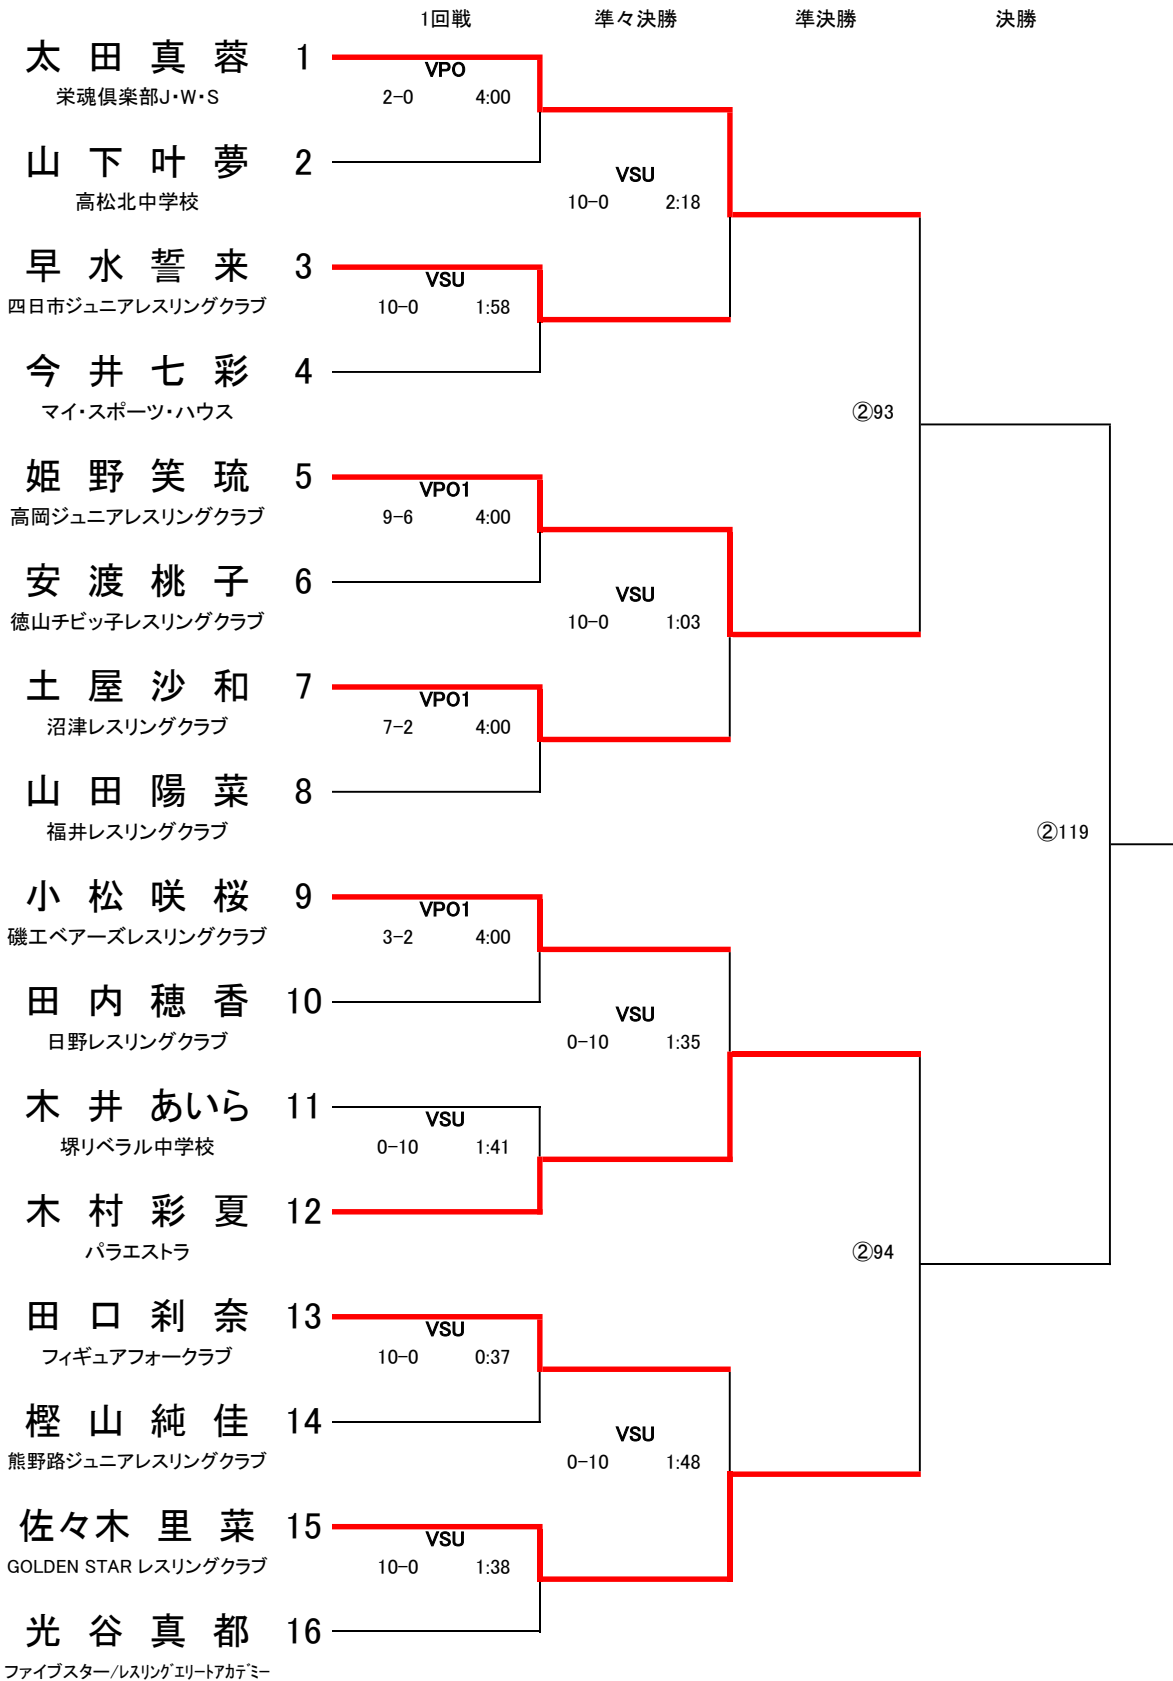 1回戦 準々決勝 準決勝 決勝
太田真蓉 1
VPO
栄魂倶楽部J・W・S
2-0 4:00
山下叶夢 2
高松北中学校
VSU
10-0 2:18
早水誓来 3
四日市ジュニアレスリングクラブ
VSU
10-0 1:58
今井七彩 4
マイ・スポーツ・ハウス
②93
姫野笑琉 5
高岡ジュニアレスリングクラブ
VPO1
9-6 4:00
安渡桃子 6
徳山チビッ子レスリングクラブ
VSU
10-0 1:03
土屋沙和 7
沼津レスリングクラブ
VPO1
7-2 4:00
山田陽菜 8
福井レスリングクラブ
②119
小松咲桜 9
磯エベアーズレスリングクラブ
VPO1
3-2 4:00
田内穂香 10
日野レスリングクラブ
VSU
0-10 1:35
木井あいら 11
堺リベラル中学校
VSU
0-10 1:41
木村彩夏 12
パラエストラ
②94
田口刹奈 13
フィギュアフォークラブ
VSU
10-0 0:37
樫山純佳 14
熊野路ジュニアレスリングクラブ
VSU
0-10 1:48
佐々木里菜 15
GOLDEN STAR レスリングクラブ
VSU
10-0 1:38
光谷真都 16
ファイブスター/レスリングエリートアカデミー